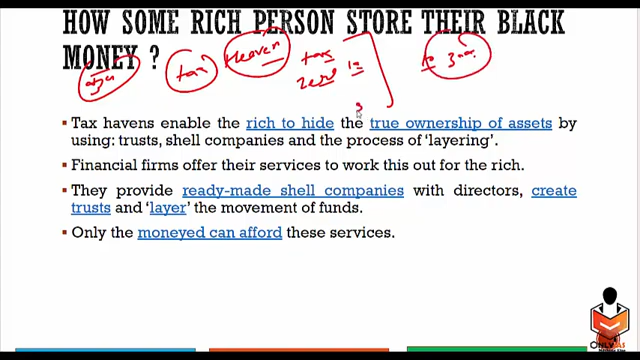 HOW SOME RICH PERSON STORE THEIR BLACK
MONEY ?
tax
Heaven
tax
zero
▪ Tax havens enable the rich to hide the true ownership of assets by
using: trusts, shell companies and the process of ‘layering’.
▪ Financial firms offer their services to work this out for the rich.
▪ They provide ready-made shell companies with directors, create
trusts and ‘layer’ the movement of funds.
▪ Only the moneyed can afford these services.